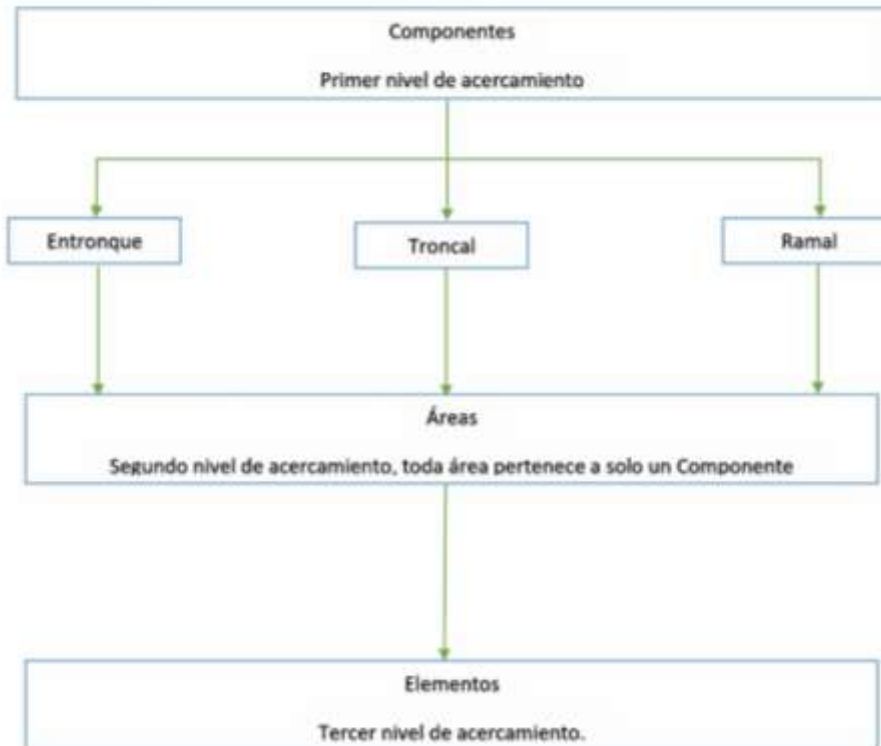 Componentes
Primer nivel de acercamiento
Entronque
Troncal
Ramal
Áreas
Segundo nivel de acercamiento, toda área pertenece a solo un Componente
Elementos
Tercer nivel de acercamiento.